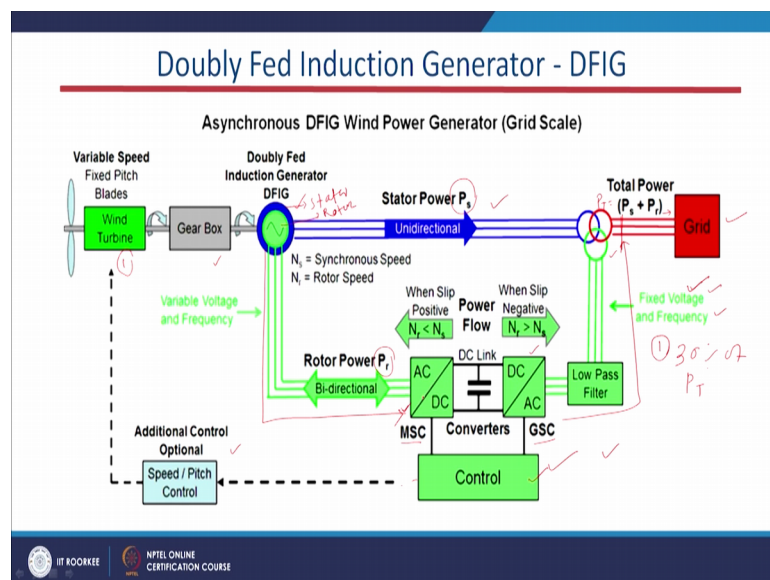 Doubly Fed Induction Generator - DFIG
Asynchronous DFIG Wind Power Generator (Grid Scale)
Variable Speed
Fixed Pitch
Blades
Wind
Turbine
1
Gear Box
Doubly Fed
Induction Generator
DFIG
Stator
Rotor
Stator Power Ps
Unidirectional
Ns = Synchronous Speed
Nr = Rotor Speed
Total Power
PT = (Ps + Pr)
Grid
Variable Voltage
and Frequency
When Slip
Positive
Nr < Ns
Power
Flow
When Slip
Negative
Nr > Ns
Fixed Voltage
and Frequency
1 30% of
PT
Rotor Power Pr
Bi-directional
AC
DC
DC Link
DC
AC
Low Pass
Filter
MSC
Converters
GSC
Additional Control
Optional
Speed / Pitch
Control
Control
IIT ROORKEE
NPTEL ONLINE
CERTIFICATION COURSE